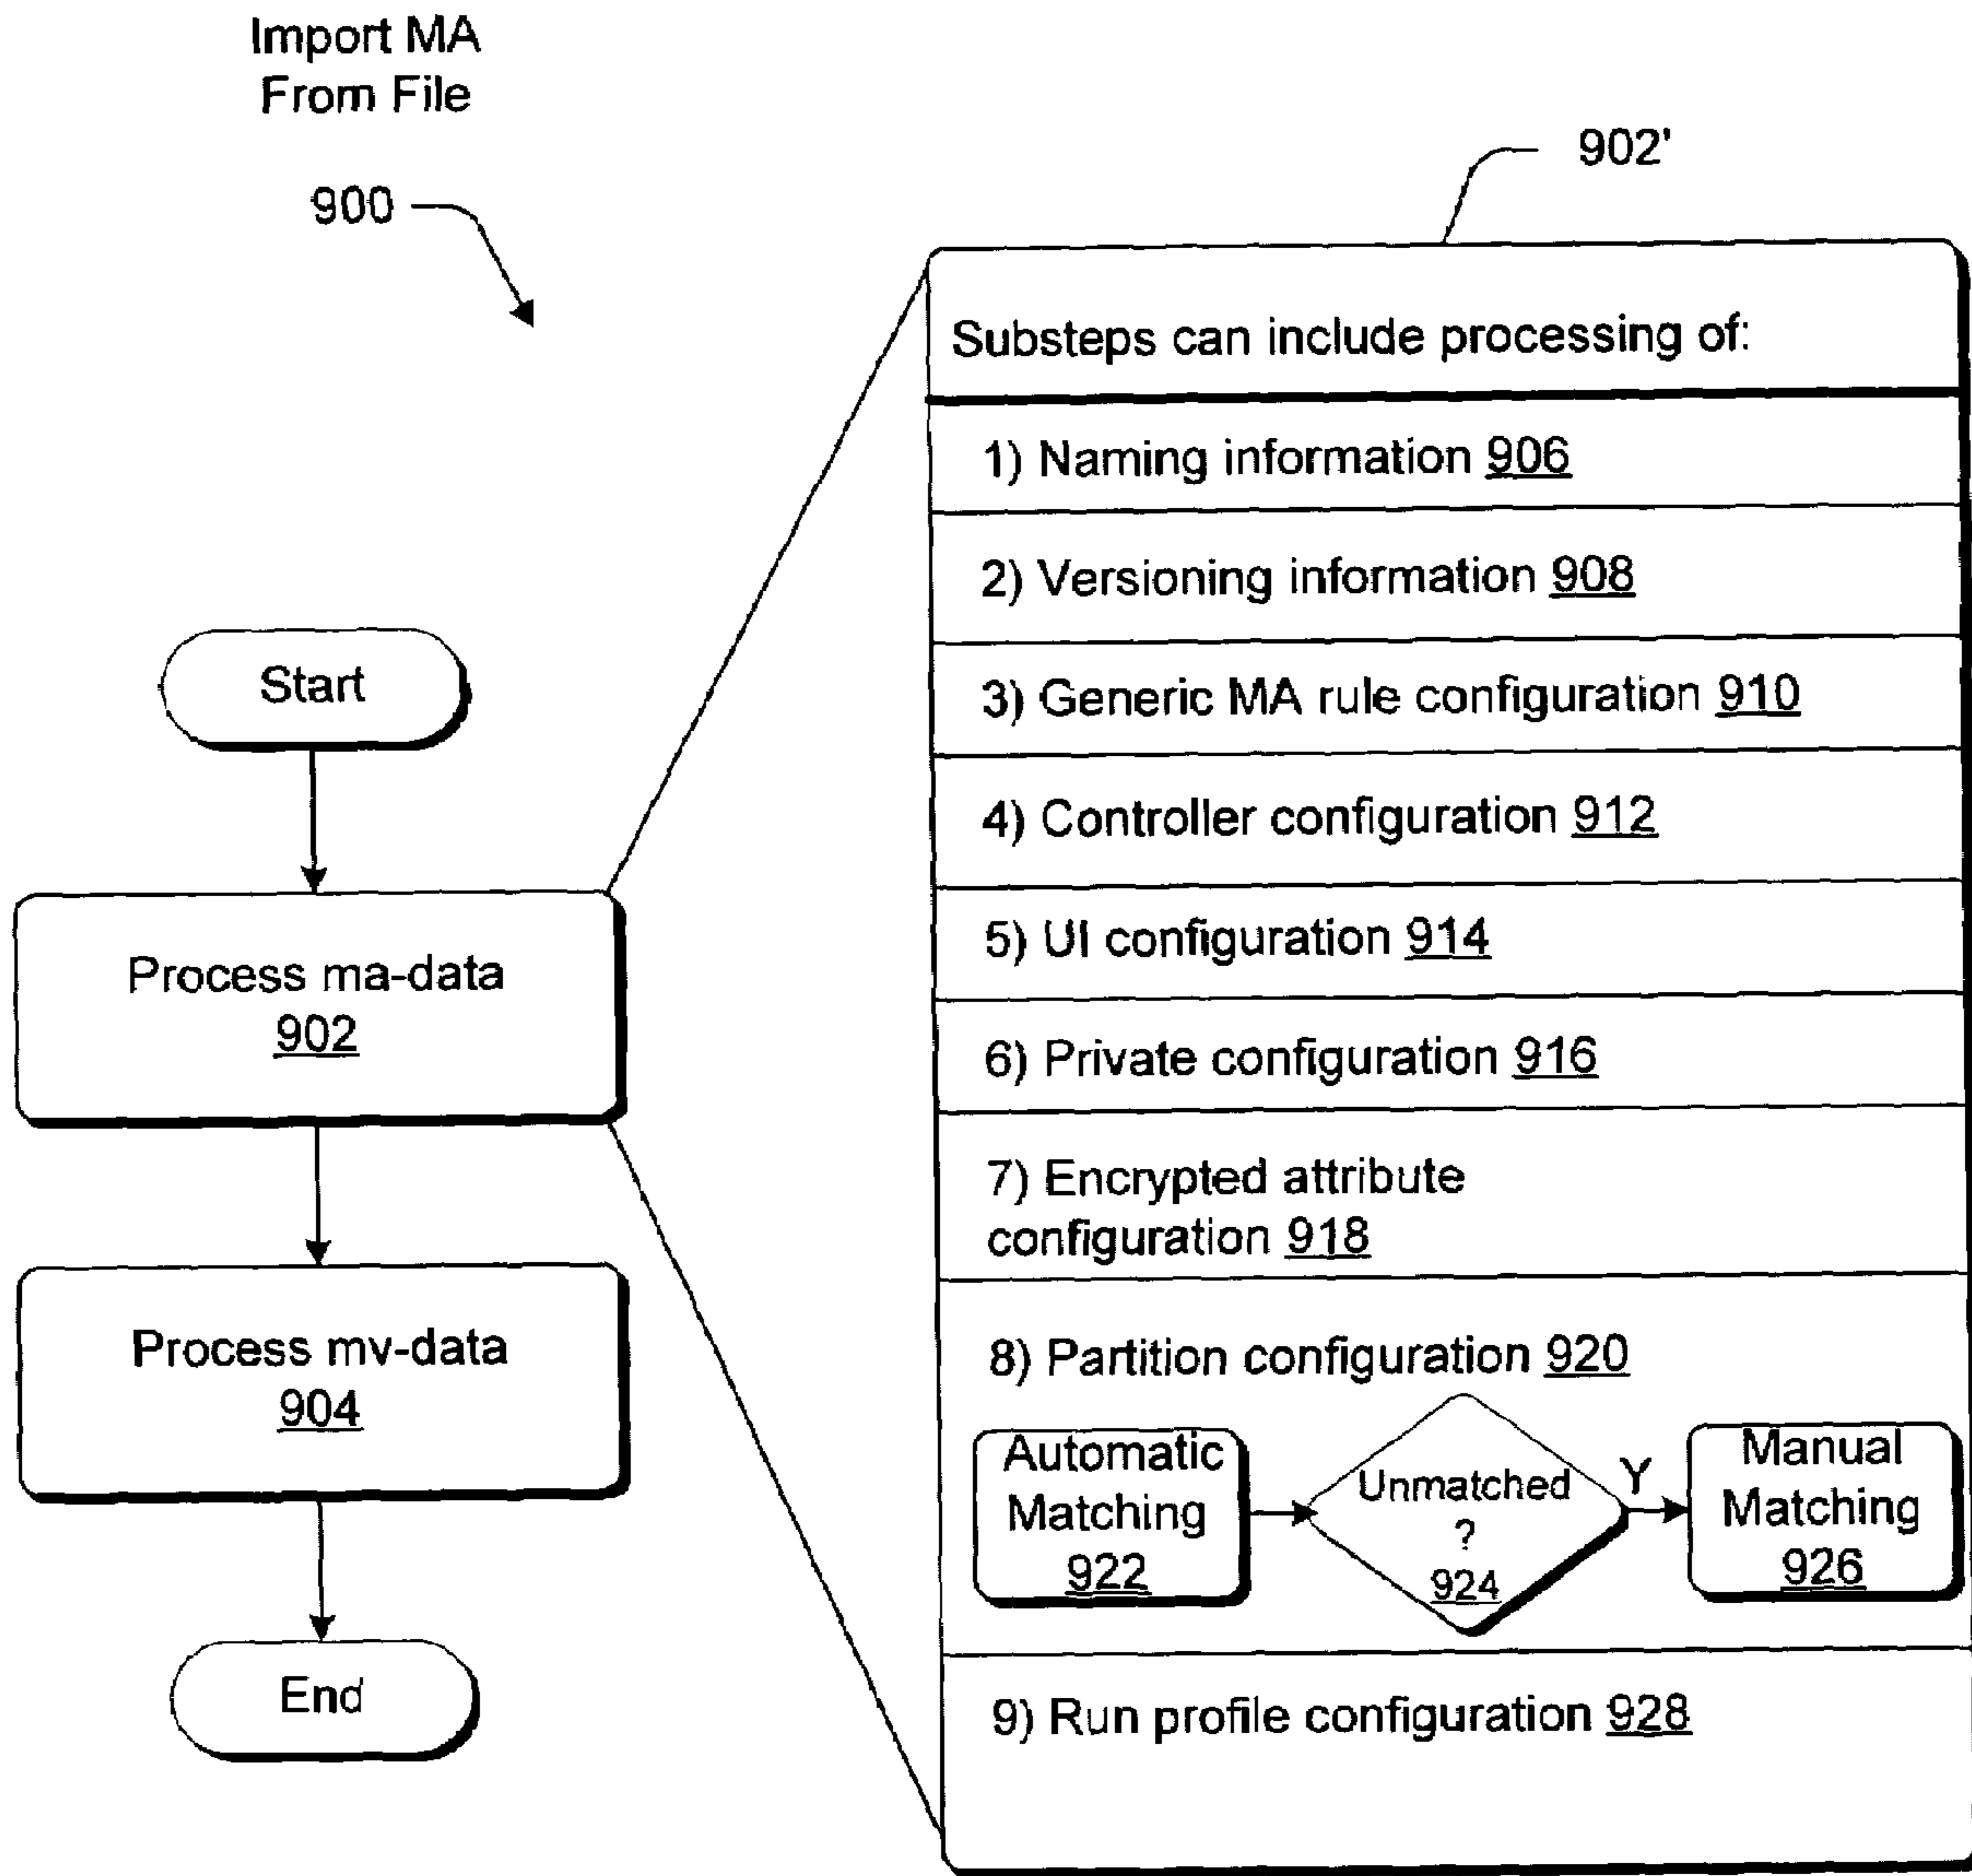 Import MA
From File
900
902'
Start
Process ma-data
902
Process mv-data
904
End
Substeps can include processing of:
1) Naming information 906
2) Versioning information 908
3) Generic MA rule configuration 910
4) Controller configuration 912
5) UI configuration 914
6) Private configuration 916
7) Encrypted attribute
configuration 918
8) Partition configuration 920
Automatic
Matching
922
Unmatched
?
924
Y
Manual
Matching
926
9) Run profile configuration 928